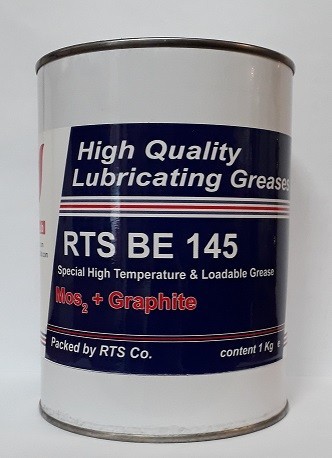 High Quality
Lubricating Greases
RTS BE 145
Special High Temperature & Loadable Grease
Mos2 + Graphite
Packed by RTS Co.
content 1 Kg e